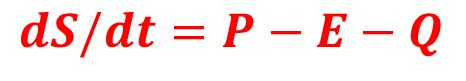 dS/dt = P − E − Q